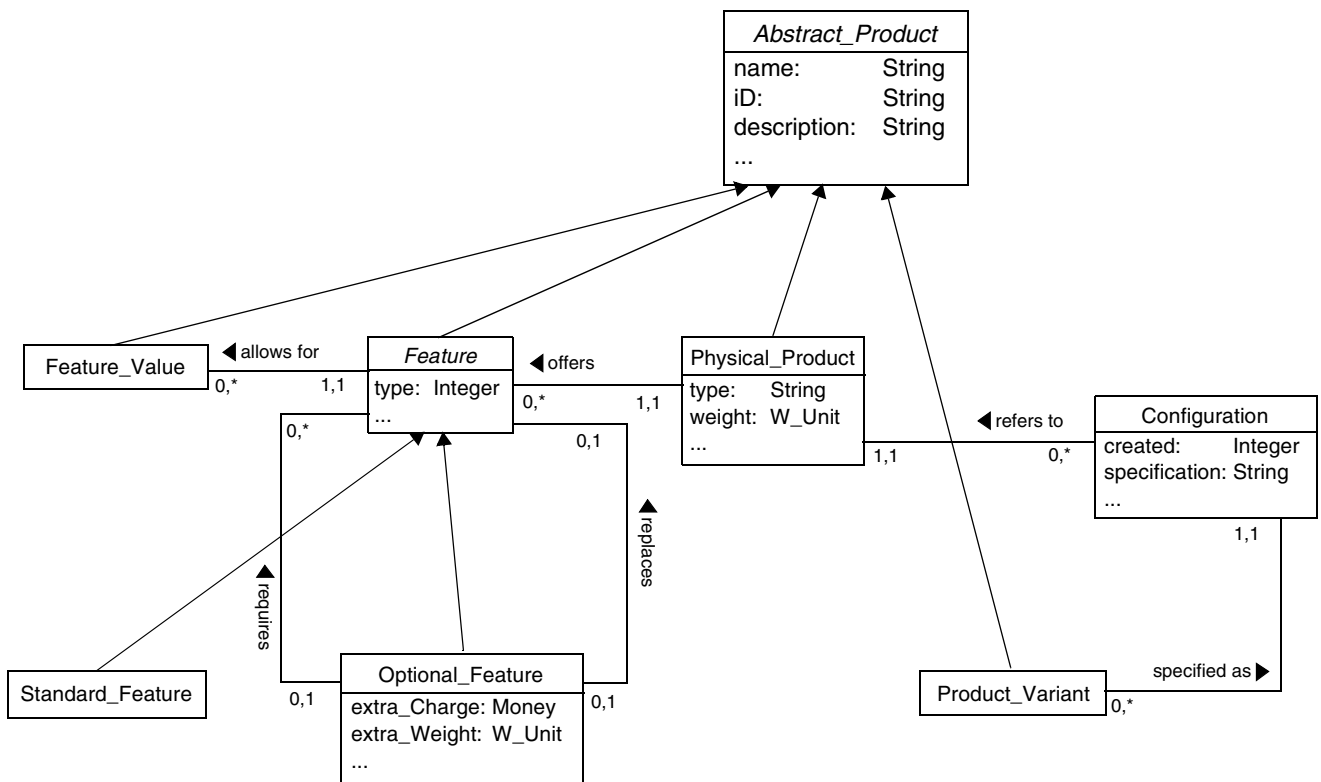 Abstract_Product
name: String
iD: String
description: String
...
Feature_Value
◀ allows for
0,*
1,1
Feature
type: Integer
...
◀ offers
0,*
1,1
Physical_Product
type: String
weight: W_Unit
...
◀ refers to
1,1
0,*
Configuration
created: Integer
specification: String
...
1,1
0,*
0,1
▲ requires
▲ replaces
Standard_Feature
0,1
Optional_Feature
extra_Charge: Money
extra_Weight: W_Unit
...
0,1
Product_Variant
0,*
specified as ▶